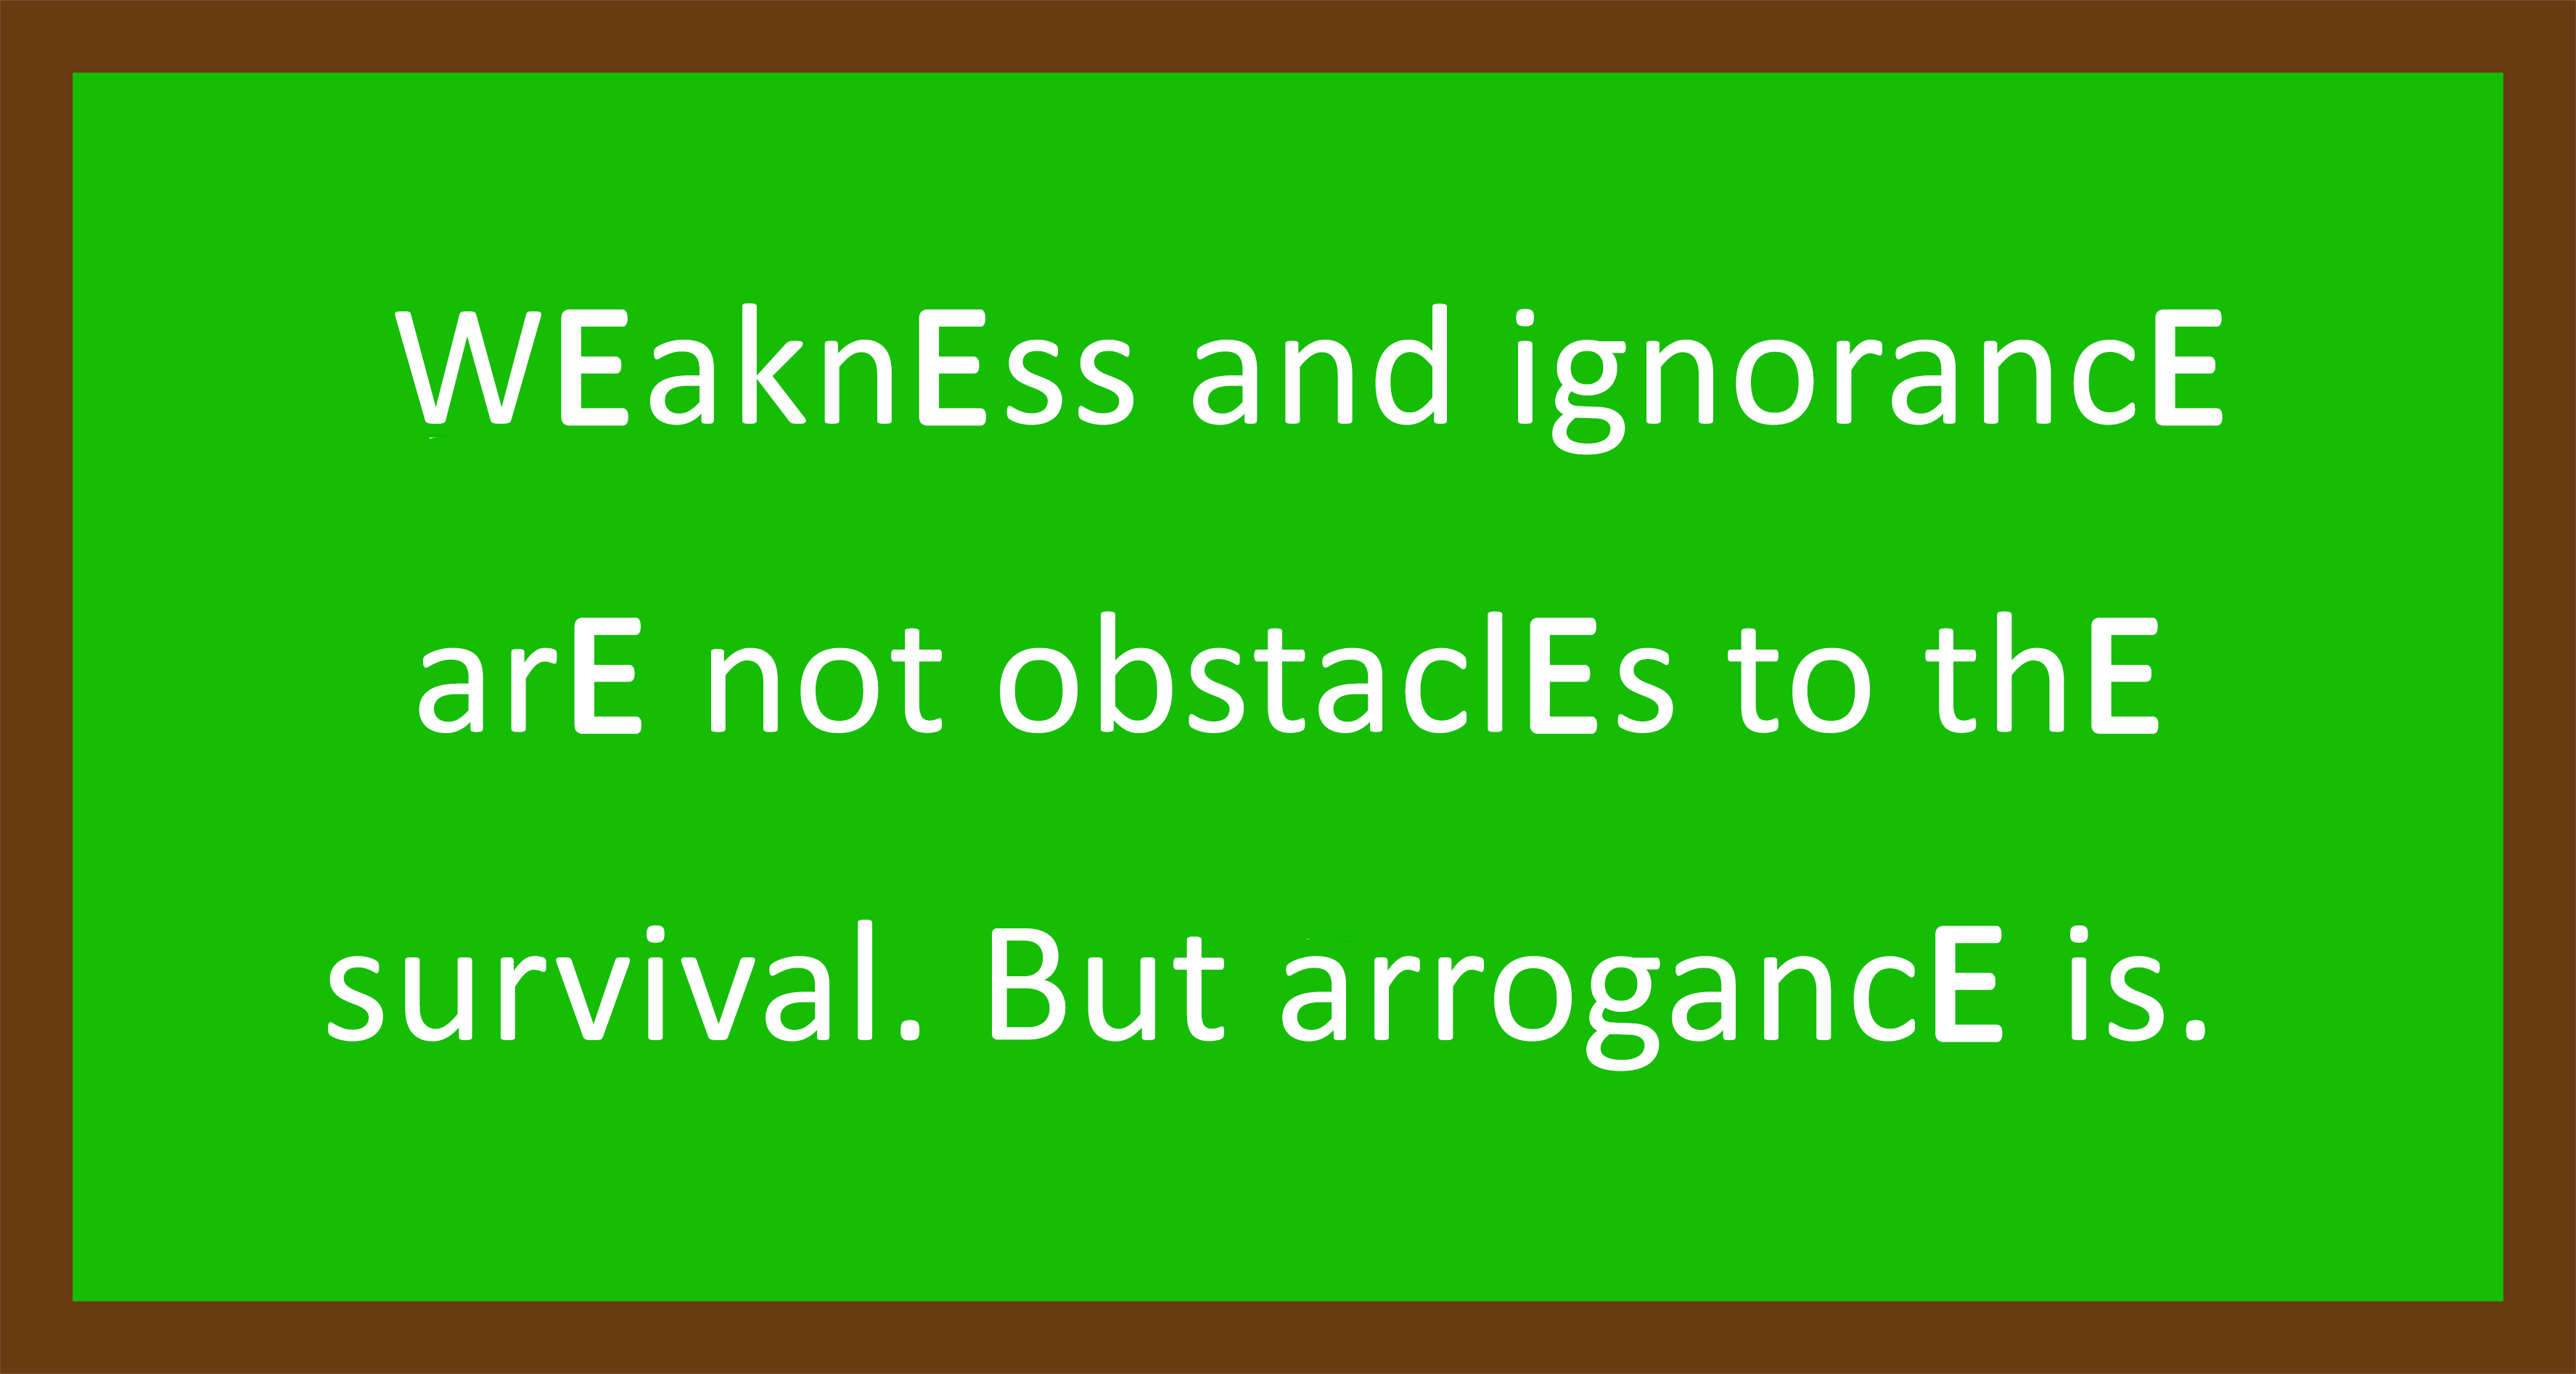 WEaknEss and ignorancE
arE not obstaclEs to thE
survival. But arrogancE is.